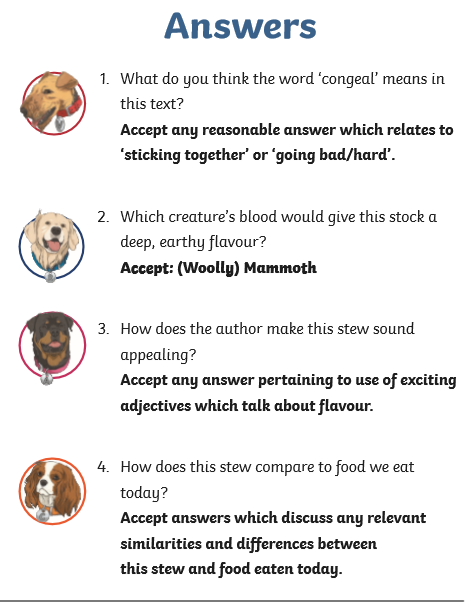 Answers
1. What do you think the word ‘congeal’ means in
this text?
Accept any reasonable answer which relates to
‘sticking together’ or ‘going bad/hard’.
2. Which creature’s blood would give this stock a
deep, earthy flavour?
Accept: (Woolly) Mammoth
3. How does the author make this stew sound
appealing?
Accept any answer pertaining to use of exciting
adjectives which talk about flavour.
4. How does this stew compare to food we eat
today?
Accept answers which discuss any relevant
similarities and differences between
this stew and food eaten today.